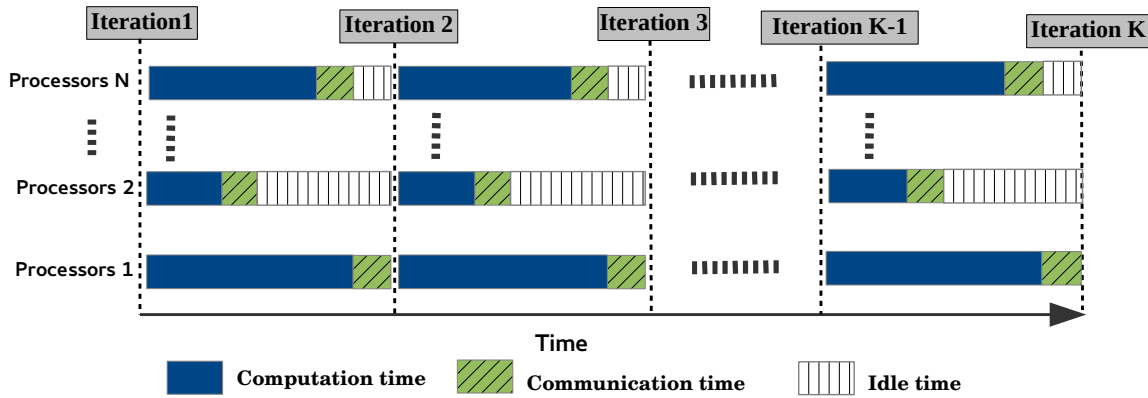 Iteration1
Iteration 2
Iteration 3
Iteration K-1
Iteration K
Processors N
Processors 2
Processors 1
Time
Computation time
Communication time
Idle time